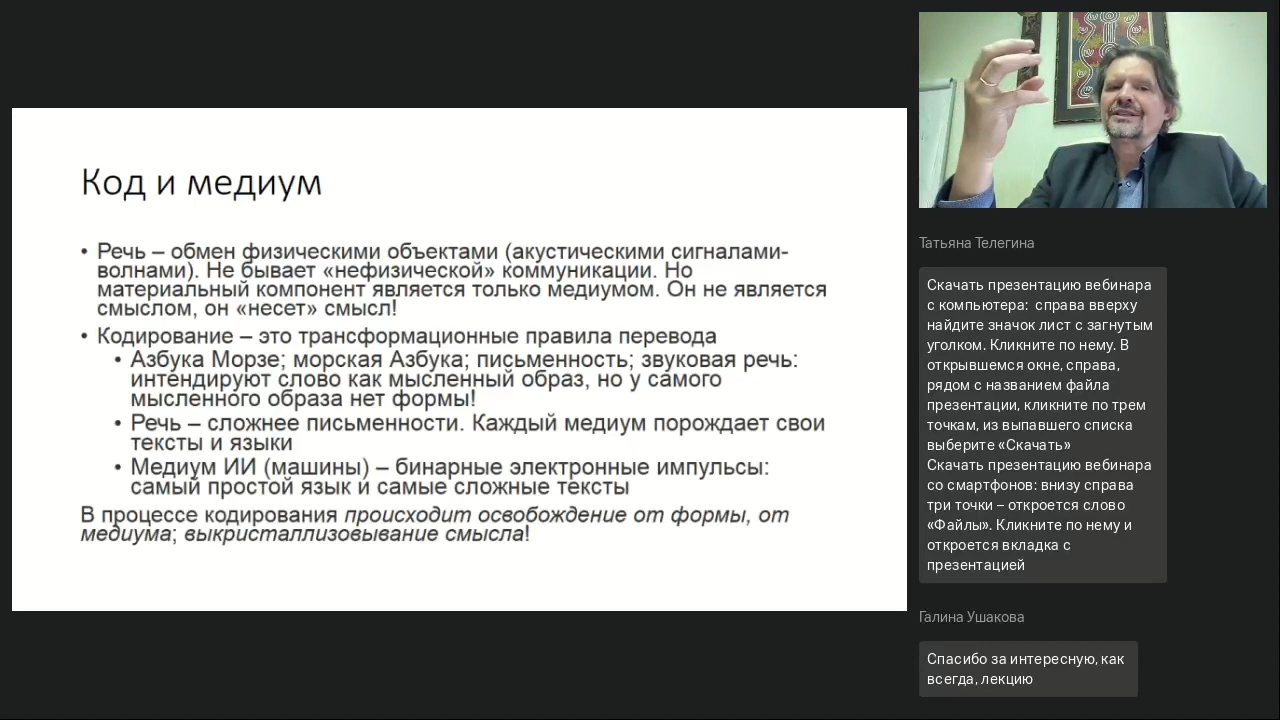 Код и медиум
• Речь – обмен физическими объектами (акустическими сигналами-
волнами). Не бывает «нефизической» коммуникации. Но
материальный компонент является только медиумом. Он не является
смыслом, он «несет» смысл!
• Кодирование – это трансформационные правила перевода
• Азбука Морзе; морская Азбука; письменность; звуковая речь:
интендируют слово как мысленный образ, но у самого
мысленного образа нет формы!
• Речь – сложнее письменности. Каждый медиум порождает свои
тексты и языки
• Медиум ИИ (машины) – бинарные электронные импульсы:
самый простой язык и самые сложные тексты
В процессе кодирования происходит освобождение от формы, от
медиума; выкристаллизовывание смысла!
Татьяна Телегина
Скачать презентацию вебинара
с компьютера: справа вверху
найдите значок лист с загнутым
уголком. Кликните по нему. В
открывшемся окне, справа,
рядом с названием файла
презентации, кликните по трем
точкам, из выпавшего списка
выберите «Скачать»
Скачать презентацию вебинара
со смартфонов: внизу справа
три точки – откроется слово
«Файлы». Кликните по нему и
откроется вкладка с
презентацией
Галина Ушакова
Спасибо за интересную, как
всегда, лекцию